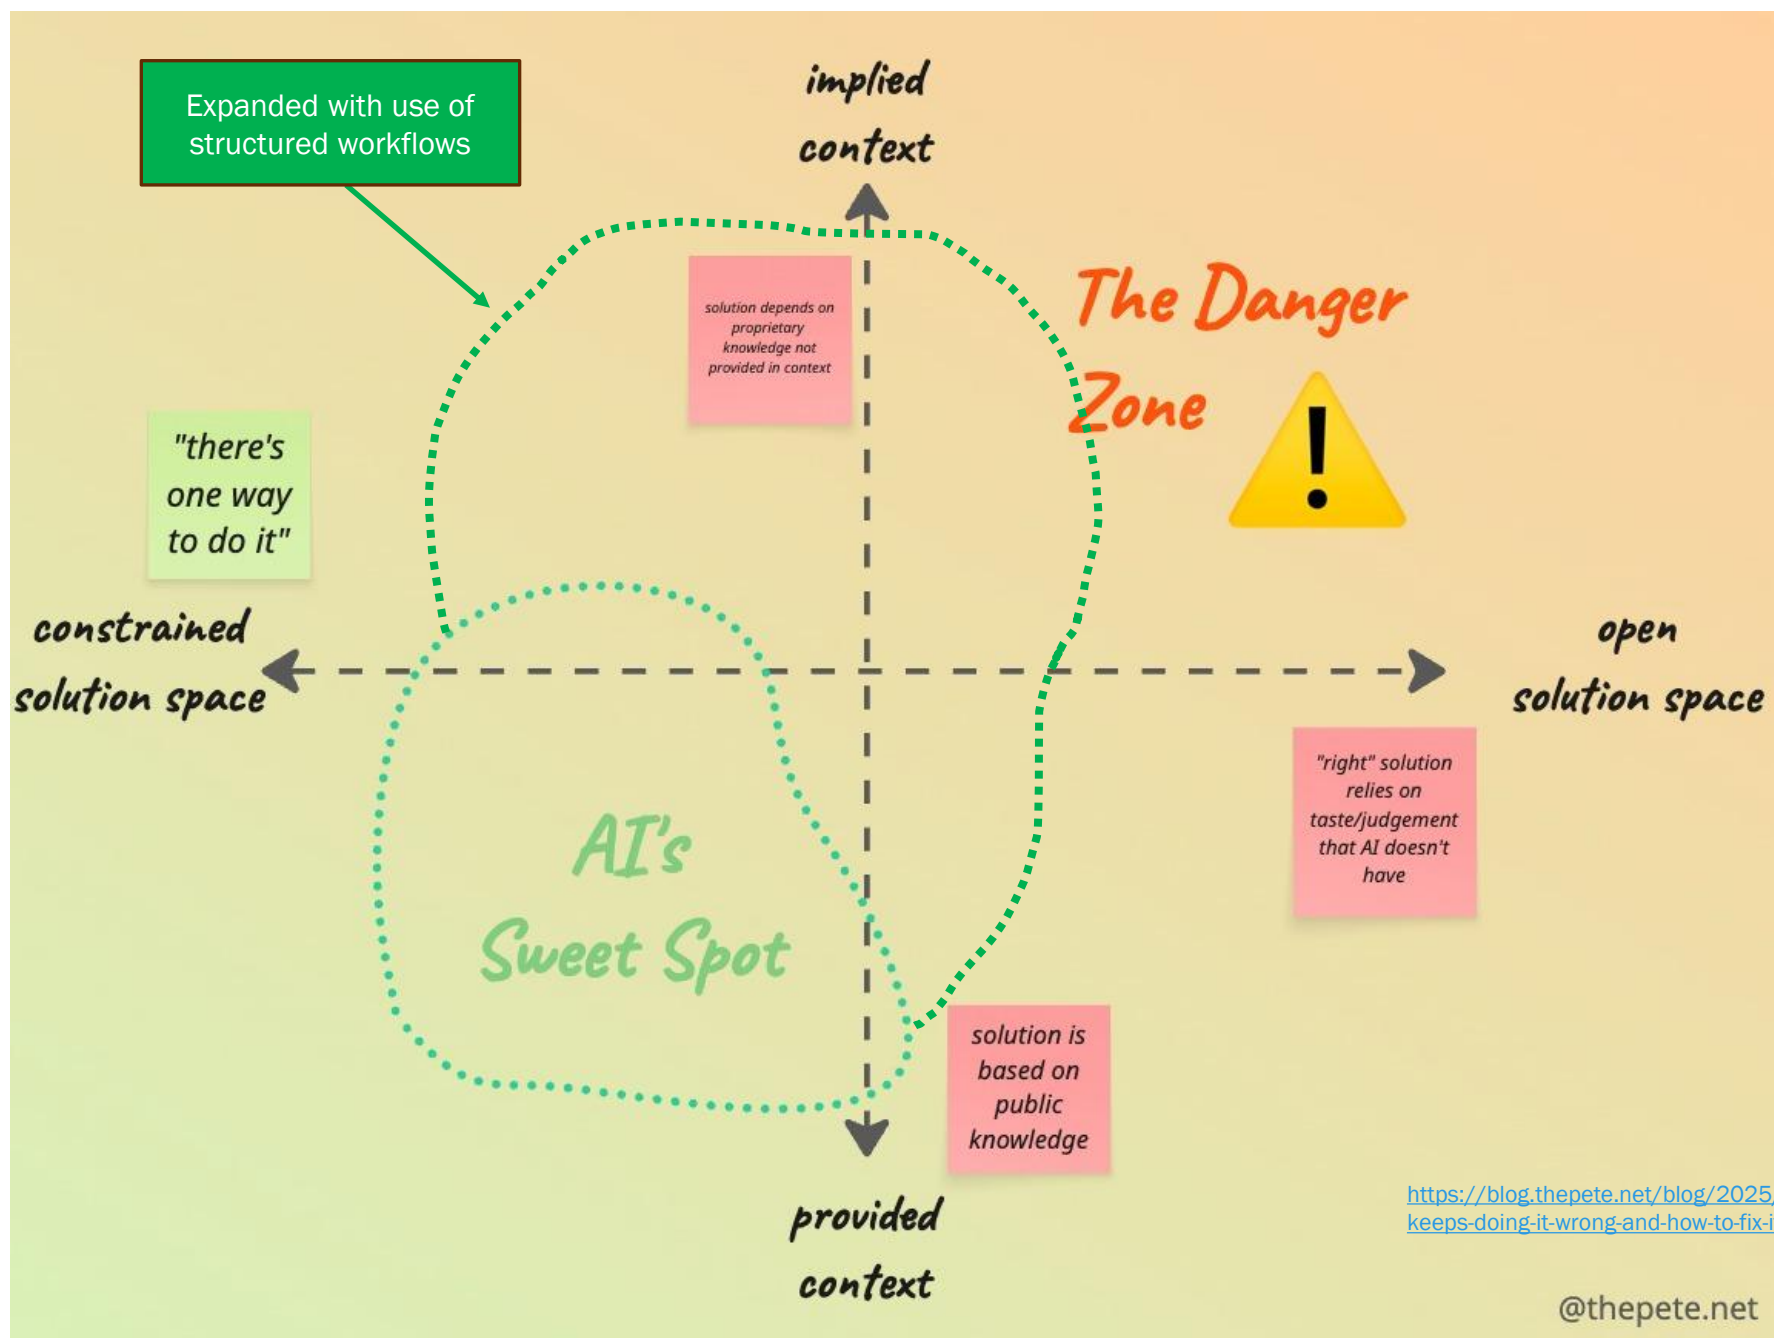 Expanded with use of
structured workflows
implied
context
solution depends on
proprietary
knowledge not
provided in context
The Danger
Zone
!
"there's
one way
to do it"
constrained
solution space
open
solution space
"right" solution
relies on
taste/judgement
that AI doesn't
have
AI's
Sweet Spot
solution is
based on
public
knowledge
provided
context
https://blog.thepete.net/blog/2025/
keeps-doing-it-wrong-and-how-to-fix-i
@thepete.net